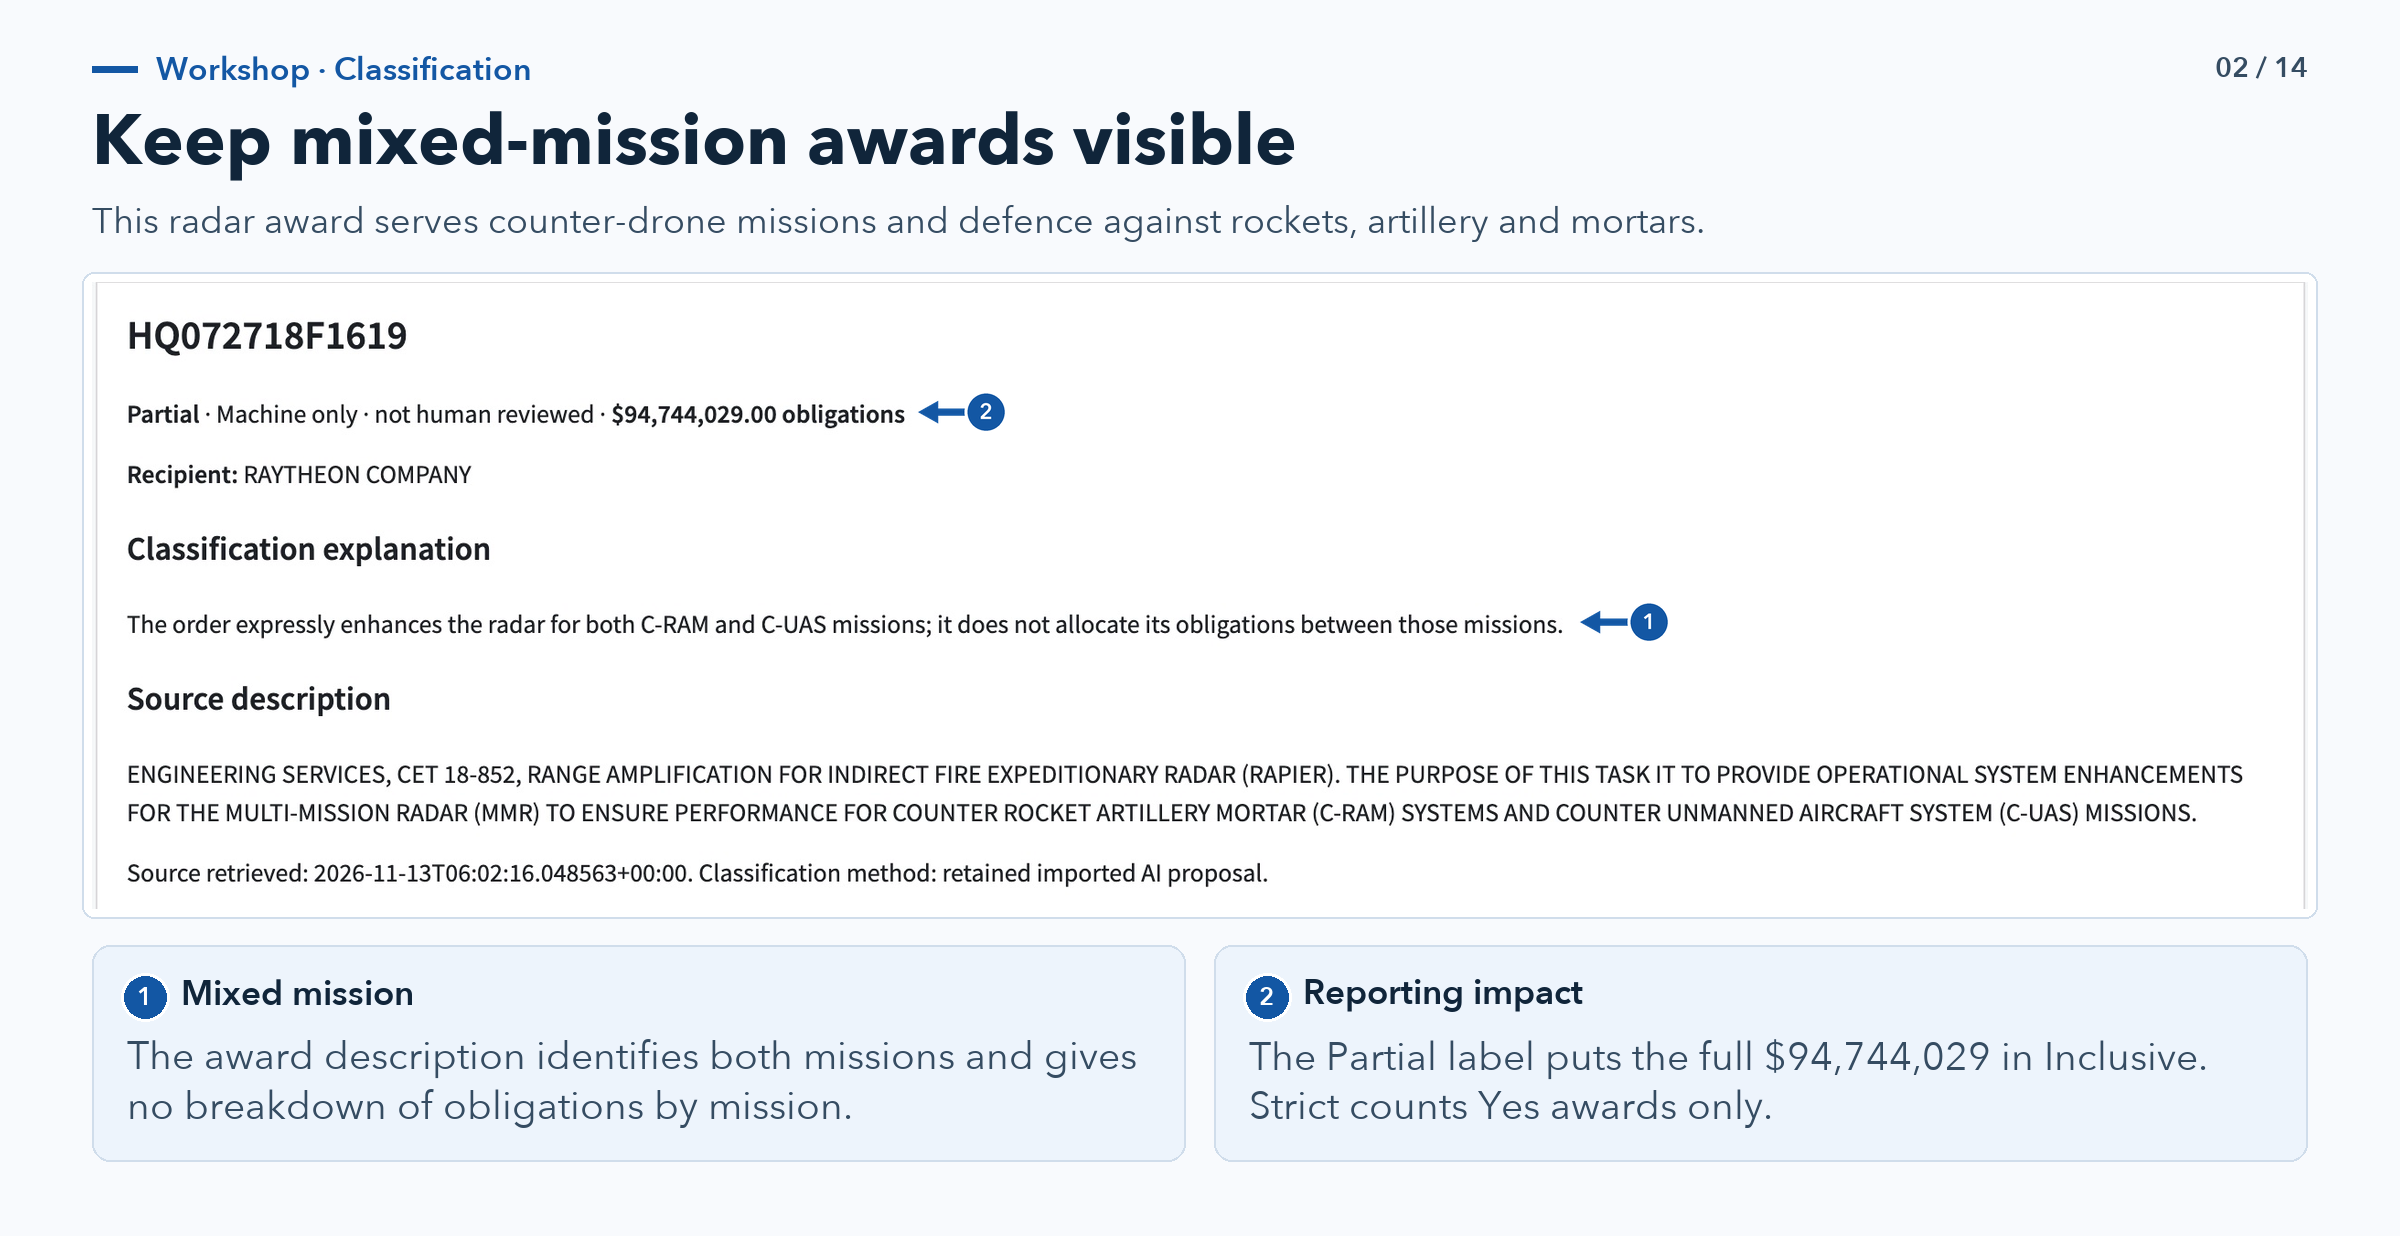 Workshop · Classification
02 / 14
Keep mixed-mission awards visible
This radar award serves counter-drone missions and defence against rockets, artillery and mortars.
HQ072718F1619
Partial · Machine only · not human reviewed · $94,744,029.00 obligations
2
Recipient: RAYTHEON COMPANY
Classification explanation
The order expressly enhances the radar for both C-RAM and C-UAS missions; it does not allocate its obligations between those missions.
1
Source description
ENGINEERING SERVICES, CET 18-852, RANGE AMPLIFICATION FOR INDIRECT FIRE EXPEDITIONARY RADAR (RAPIER). THE PURPOSE OF THIS TASK IT TO PROVIDE OPERATIONAL SYSTEM ENHANCEMENTS
FOR THE MULTI-MISSION RADAR (MMR) TO ENSURE PERFORMANCE FOR COUNTER ROCKET ARTILLERY MORTAR (C-RAM) SYSTEMS AND COUNTER UNMANNED AIRCRAFT SYSTEM (C-UAS) MISSIONS.
Source retrieved: 2026-11-13T06:02:16.048563+00:00. Classification method: retained imported AI proposal.
1 Mixed mission
The award description identifies both missions and gives
no breakdown of obligations by mission.
2 Reporting impact
The Partial label puts the full $94,744,029 in Inclusive.
Strict counts Yes awards only.